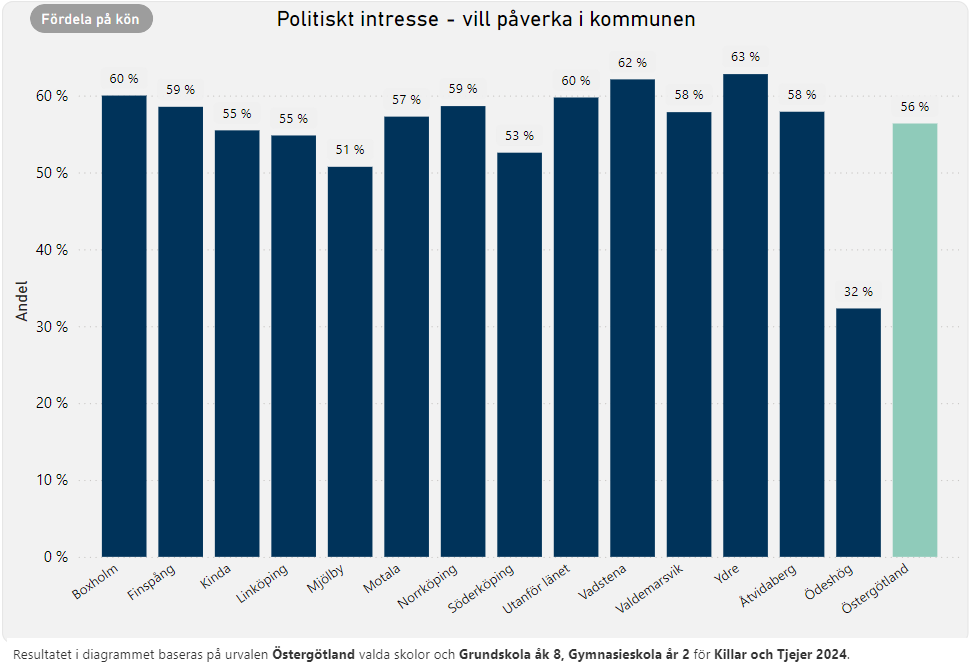 Fördela på kön
Politiskt intresse - vill påverka i kommunen
Andel
60 %
50 %
40 %
30 %
20 %
10 %
0 %
60 %
59 %
55 %
55 %
51 %
57 %
59 %
53 %
60 %
62 %
58 %
63 %
58 %
32 %
56 %
Boxholm
Finspång
Kinda
Linköping
Mjölby
Motala
Norrköping
Söderköping
Utanför länet
Vadstena
Valdemarsvik
Ydre
Åtvidaberg
Ödeshög
Östergötland
Resultatet i diagrammet baseras på urvalen Östergötland valda skolor och Grundskola åk 8, Gymnasieskola år 2 för Killar och Tjejer 2024.